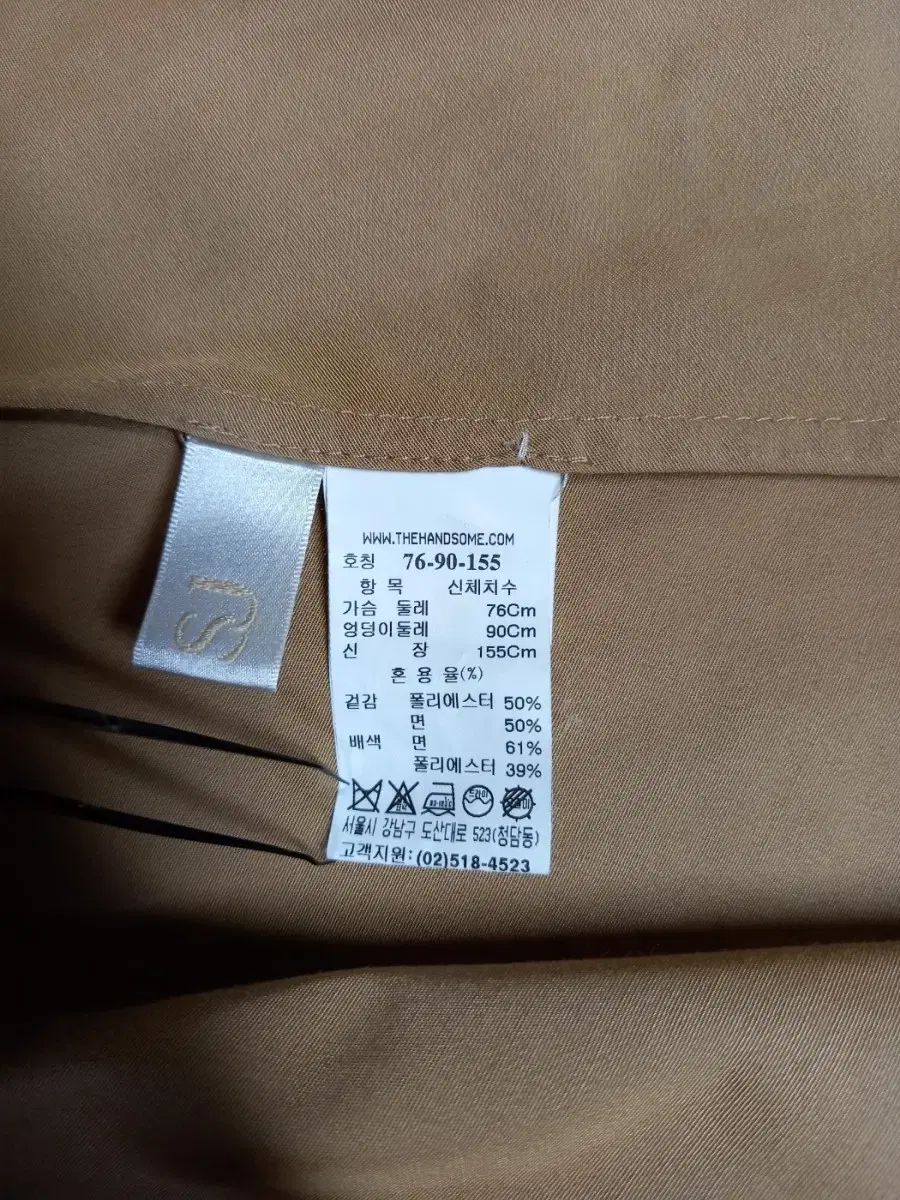 WWW.THEHANDSOME.COM
호칭 76-90-155
항 목 신체치수
가슴 둘레 76Cm
엉덩이둘레 90Cm
신 장 155Cm
혼 용 율(%)
겉감 폴리에스터 50%
면 50%
배색 면 61%
폴리에스터 39%
드라이
서울시 강남구 도산대로 523(청담동)
고객지원: (02)518-4523